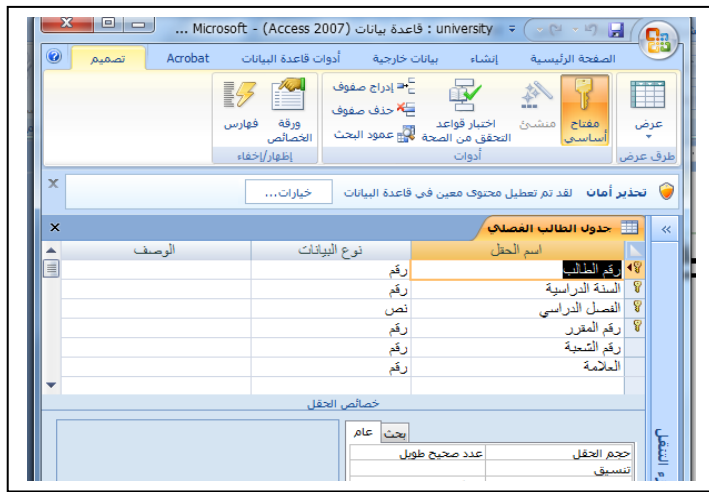 university : قاعدة بيانات (Access 2007) - Microsoft ...
الصفحة الرئيسية إنشاء بيانات خارجية أدوات قاعدة البيانات Acrobat تصميم
عرض
مفتاح أساسي
منشئ
اختبار قواعد التحقق من الصحة
إدراج صفوف
حذف صفوف
عمود البحث
ورقة الخصائص
فهارس
طرق عرض أدوات إظهار/إخفاء
تحذير أمان لقد تم تعطيل محتوى معين في قاعدة البيانات خيارات...
جدول الطالب الفصلي
اسم الحقل نوع البيانات الوصف
رقم الطالب رقم
السنة الدراسية رقم
الفصل الدراسي نص
رقم المقرر رقم
رقم الشعبة رقم
العلامة رقم
خصائص الحقل
عام بحث
حجم الحقل عدد صحيح طويل
تنسيق
التنقل